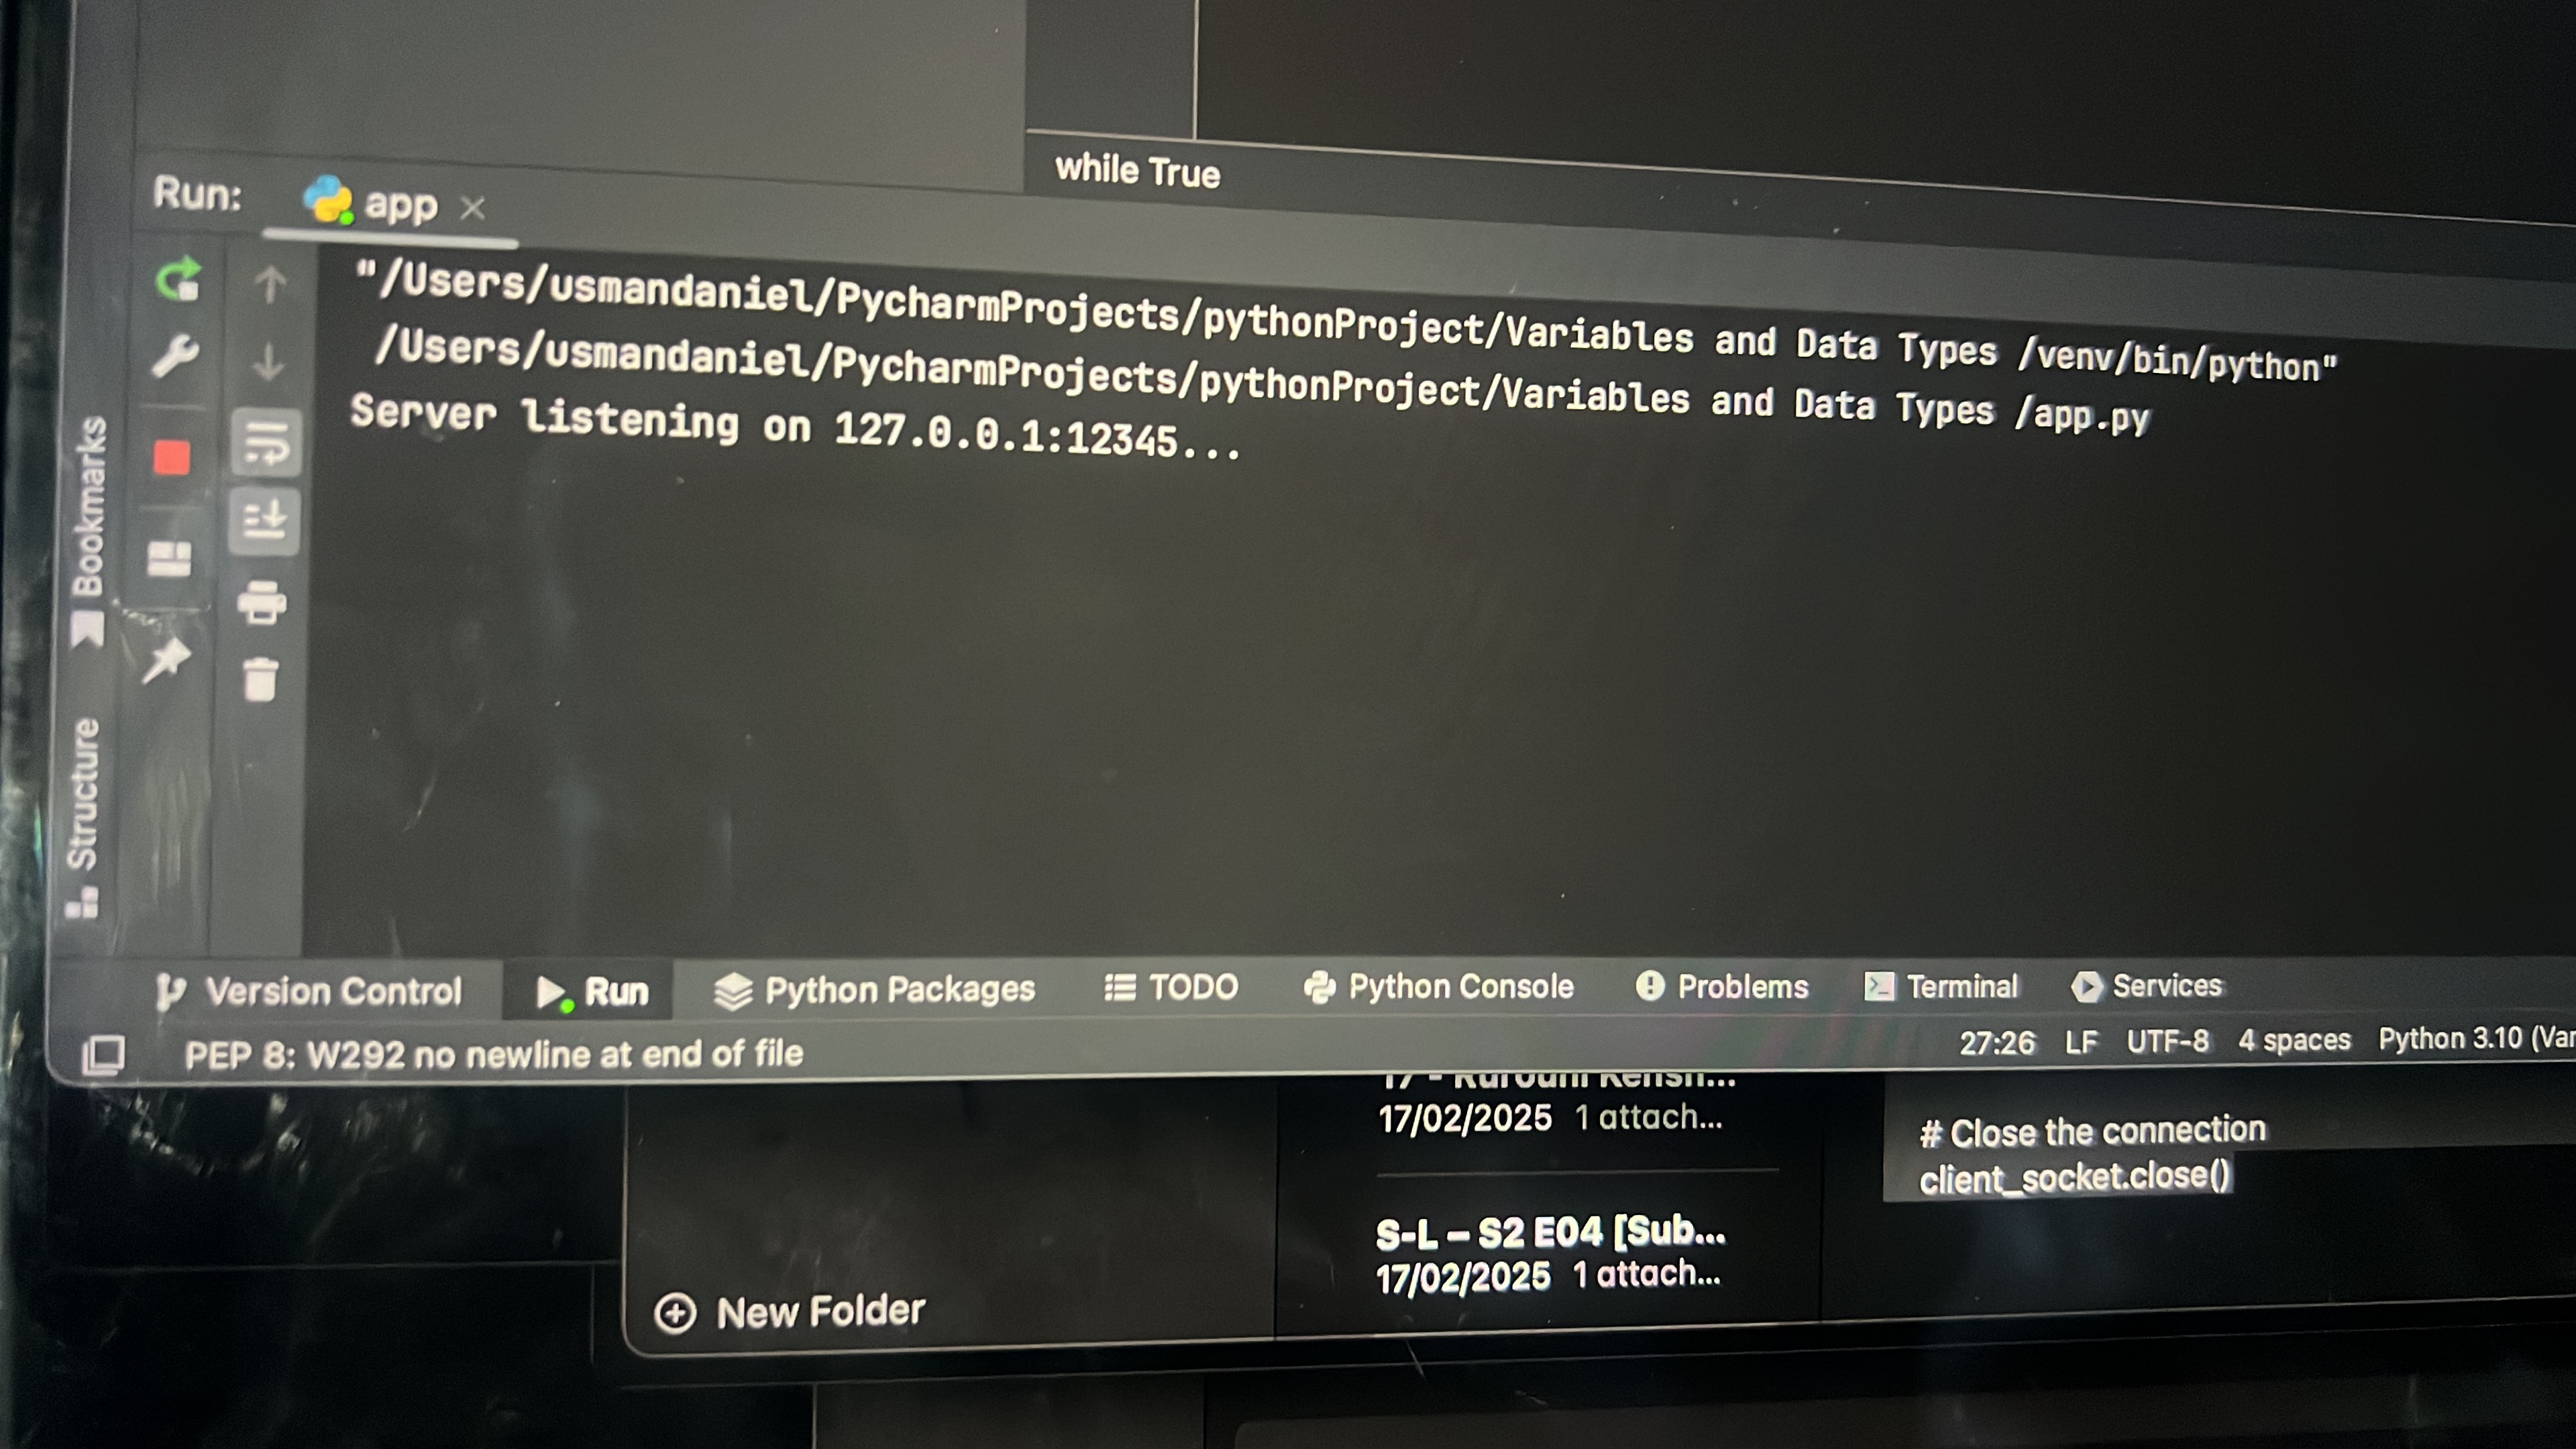 while True
Run: app
"/Users/usmandaniel/PycharmProjects/pythonProject/Variables and Data Types /venv/bin/python"
/Users/usmandaniel/PycharmProjects/pythonProject/Variables and Data Types /app.py
Server listening on 127.0.0.1:12345...
Bookmarks
Structure
Version Control Run Python Packages TODO Python Console Problems Terminal Services
PEP 8: W292 no newline at end of file 27:26 LF UTF-8 4 spaces Python 3.10 (Var
17/02/2025 1 attach...
S-L – S2 E04 [Sub...
17/02/2025 1 attach...
# Close the connection
client_socket.close()
New Folder